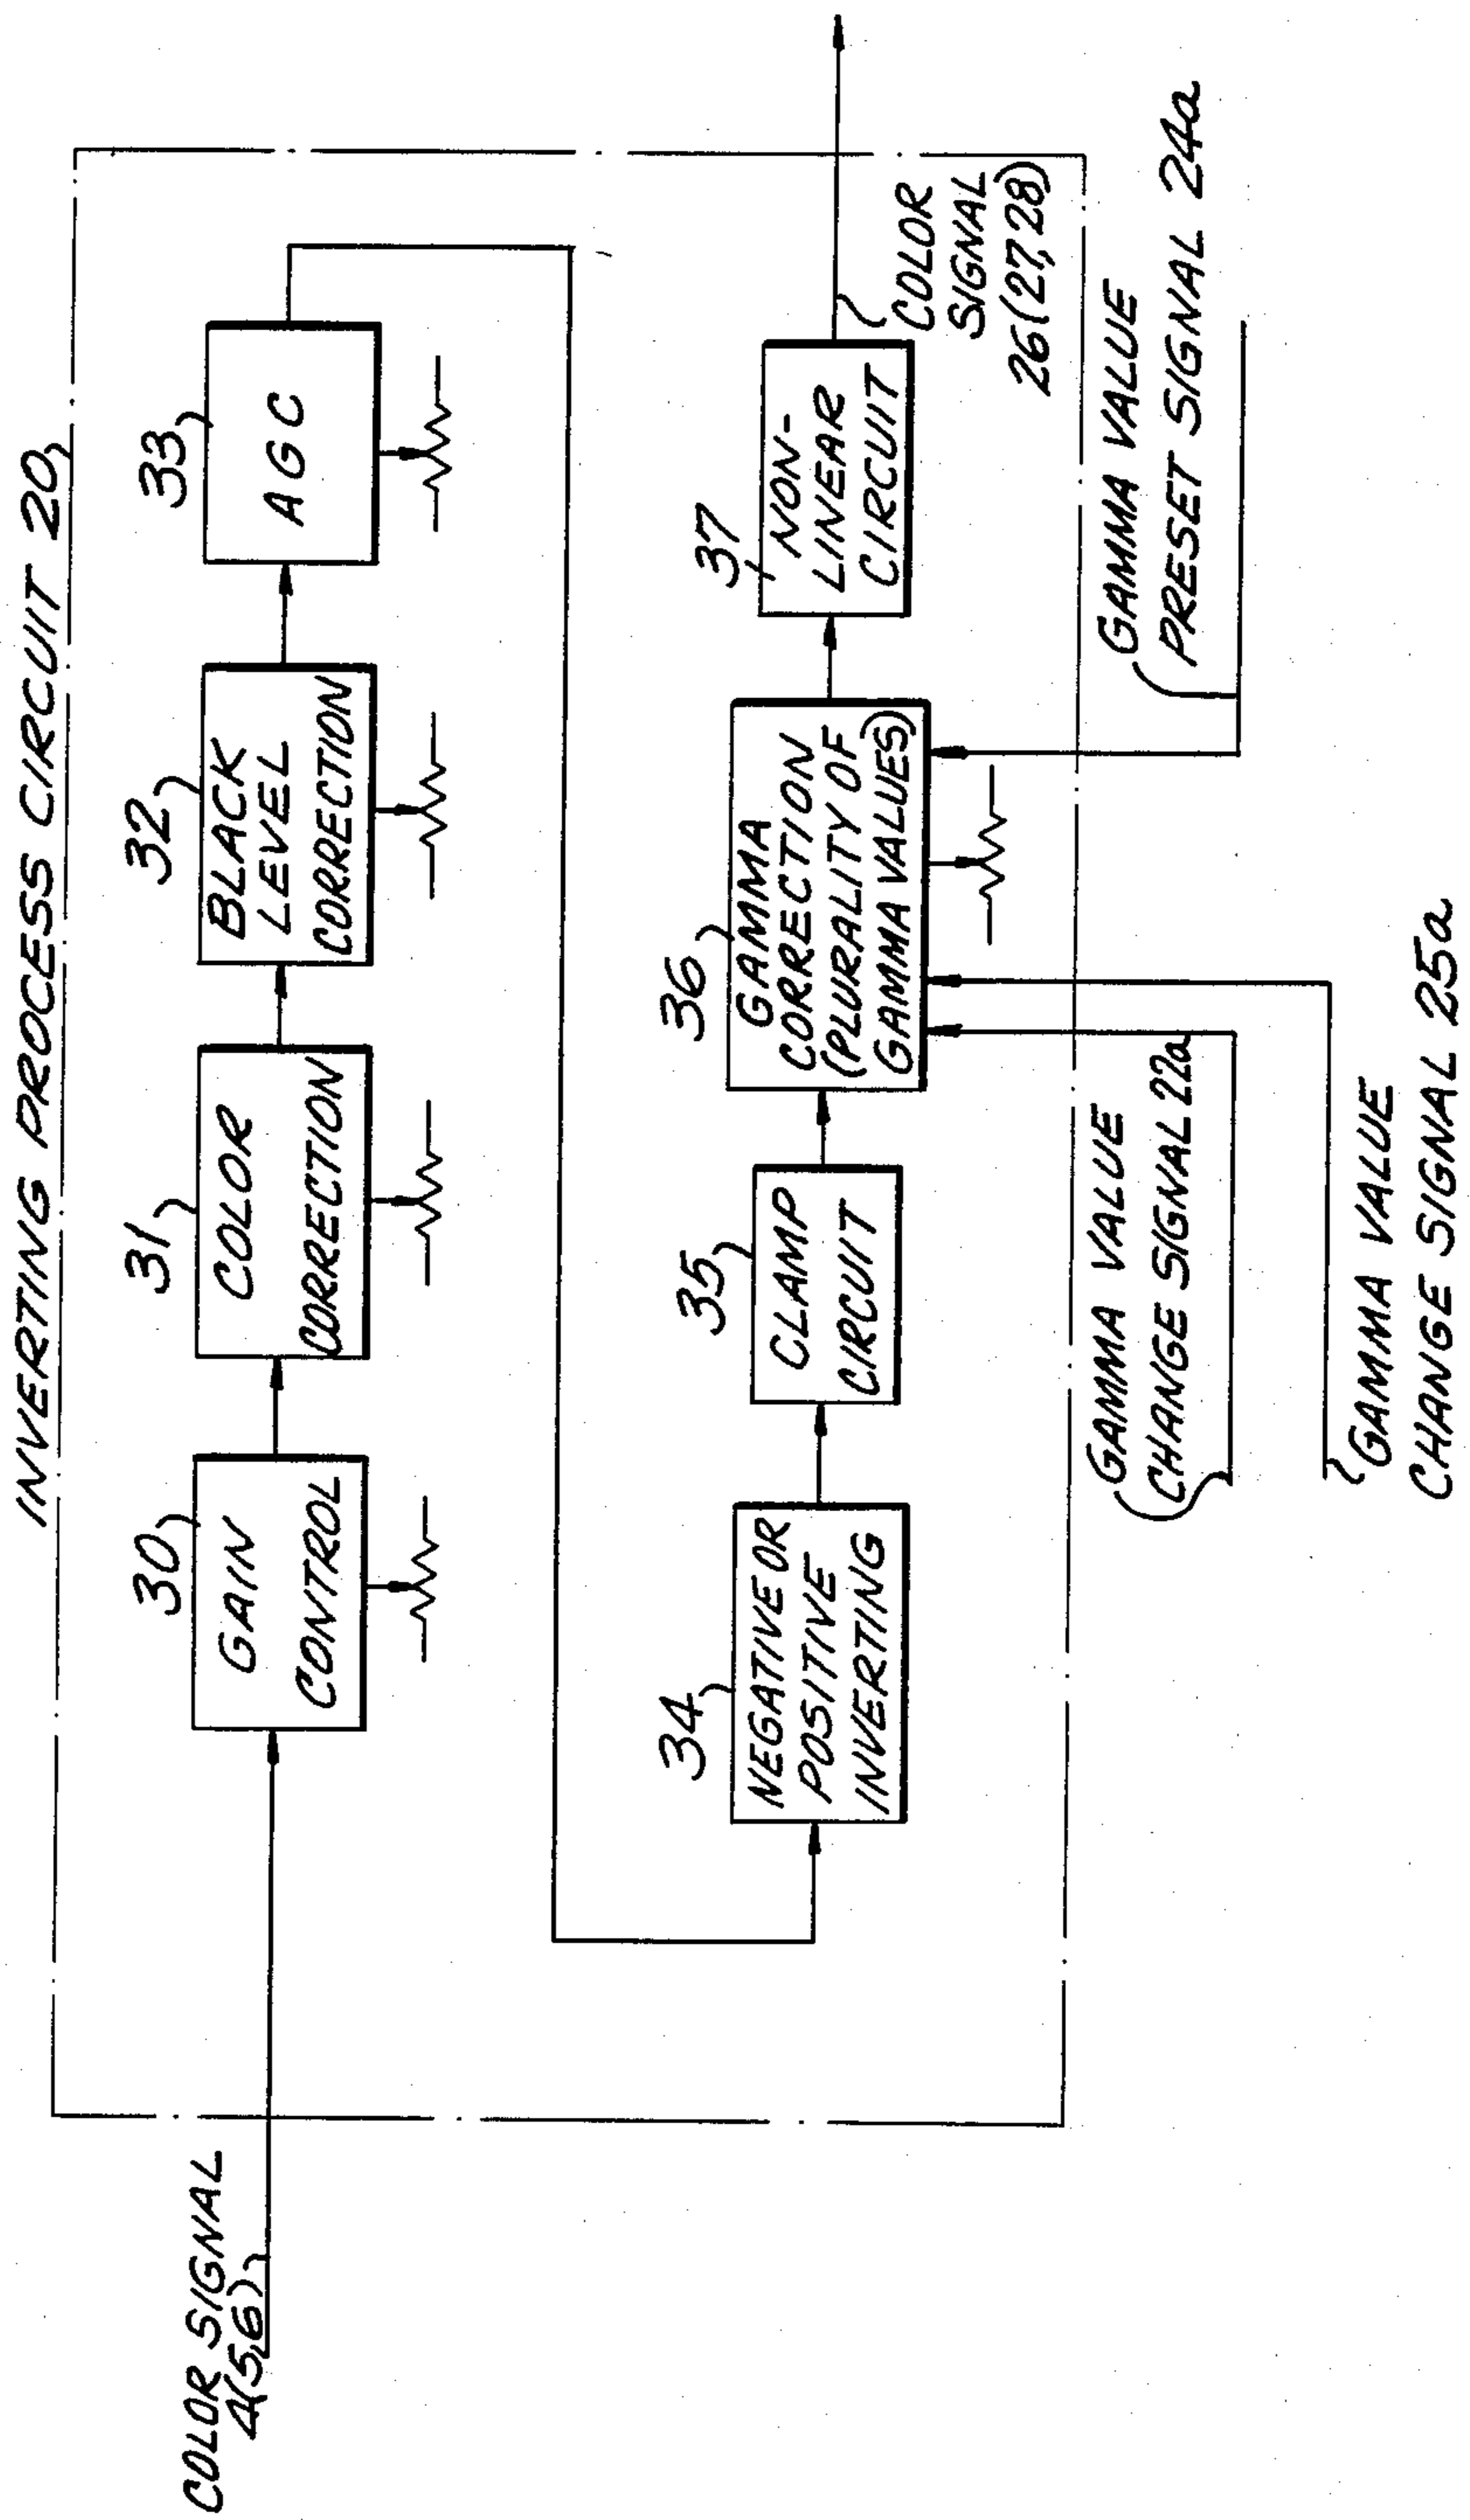 INVERTING PROCESS CIRCUIT 20
COLOR SIGNAL
4(5,6)
30
GAIN
CONTROL
31
COLOR
CORRECTION
32
BLACK
LEVEL
CORRECTION
33
AGC
34
NEGATIVE OR
POSITIVE
INVERTING
35
CLAMP
CIRCUIT
36
GAMMA
CORRECTION
(PLURALITY OF
GAMMA VALUES)
37
NON-
LINEAR
CIRCUIT
COLOR
SIGNAL
26(27,28)
GAMMA VALUE
CHANGE SIGNAL 22a
GAMMA VALUE
PRESET SIGNAL 24a
GAMMA VALUE
CHANGE SIGNAL 25a